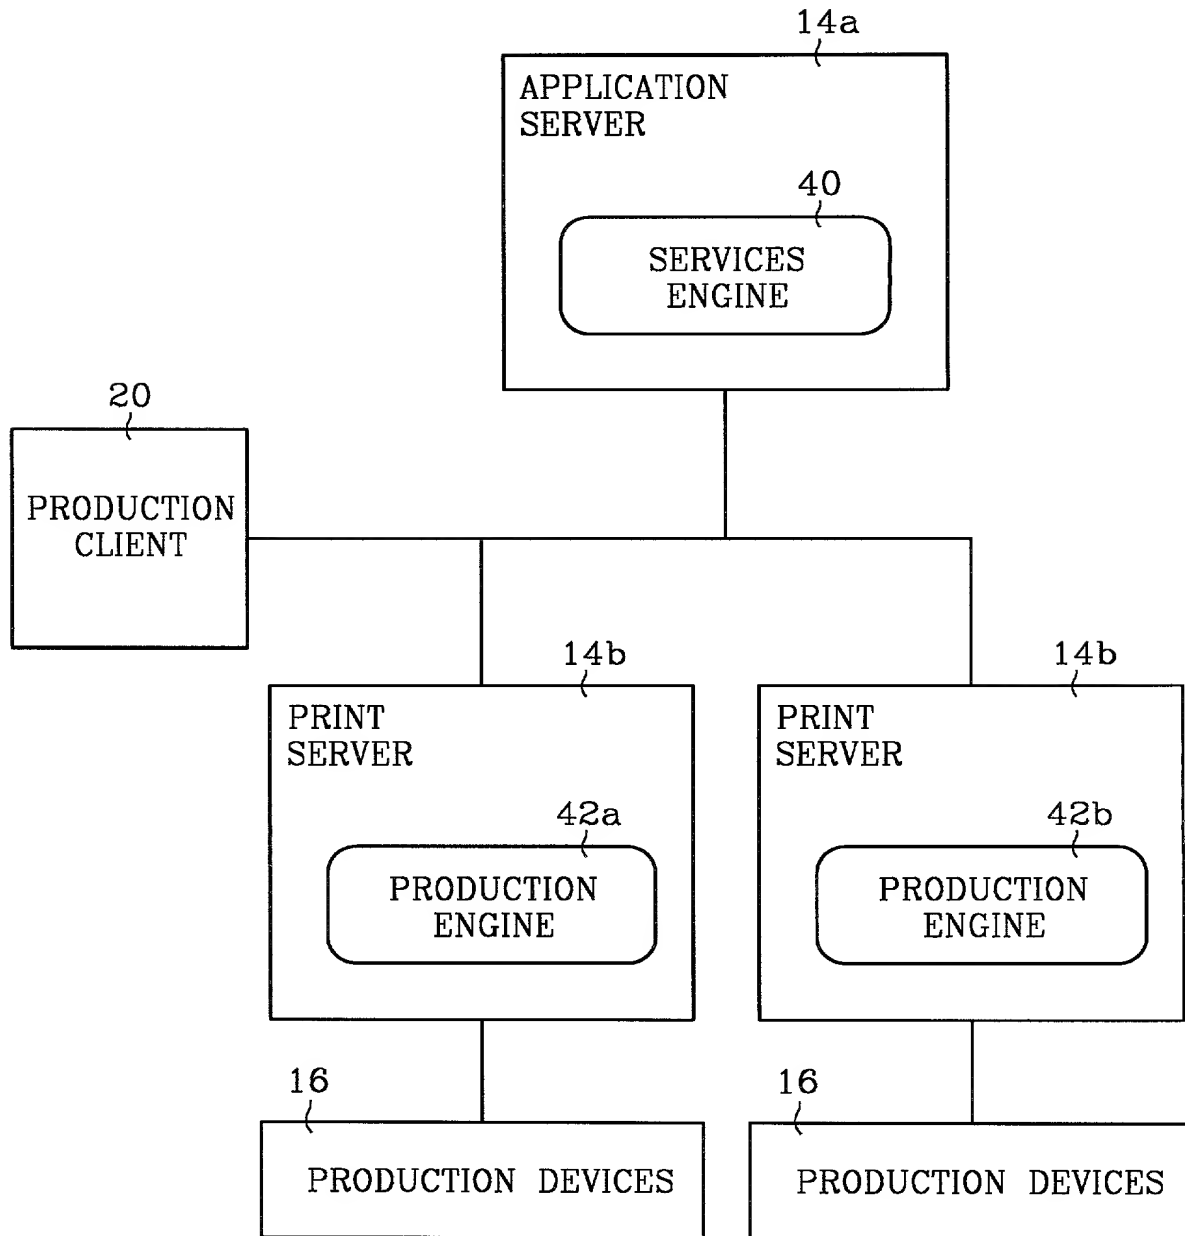 14a
APPLICATION
SERVER
40
SERVICES
ENGINE
20
PRODUCTION
CLIENT
14b
PRINT
SERVER
42a
PRODUCTION
ENGINE
14b
PRINT
SERVER
42b
PRODUCTION
ENGINE
16
PRODUCTION DEVICES
16
PRODUCTION DEVICES